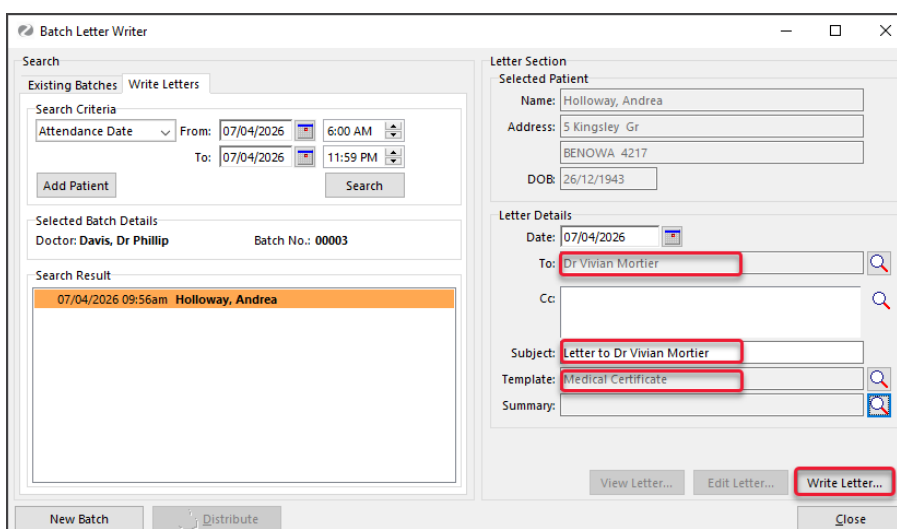 Batch Letter Writer
Search
Existing Batches Write Letters
Search Criteria
Attendance Date From: 07/04/2026 6:00 AM
To: 07/04/2026 11:59 PM
Add Patient Search
Selected Batch Details
Doctor: Davis, Dr Phillip Batch No.: 00003
Search Result
07/04/2026 09:56am Holloway, Andrea
New Batch Distribute
Letter Section
Selected Patient
Name: Holloway, Andrea
Address: 5 Kingsley Gr
BENOWA 4217
DOB: 26/12/1943
Letter Details
Date: 07/04/2026
To: Dr Vivian Mortier
Cc:
Subject: Letter to Dr Vivian Mortier
Template: Medical Certificate
Summary:
View Letter... Edit Letter... Write Letter...
Close